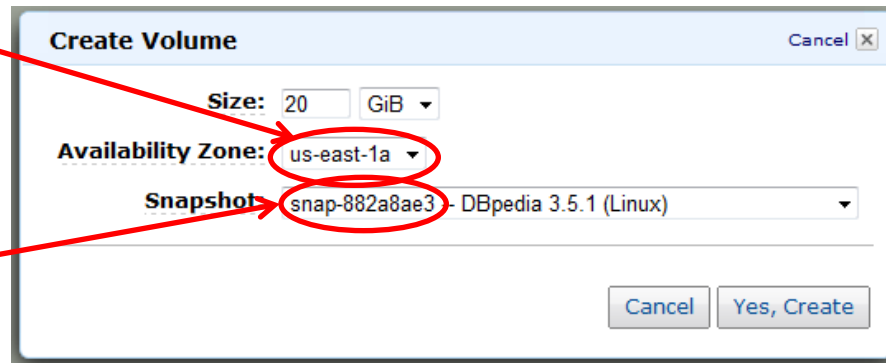 Create Volume Cancel
Size: 20 GiB
Availability Zone: us-east-1a
Snapshot: snap-882a8ae3 -- DBpedia 3.5.1 (Linux)
Cancel Yes, Create